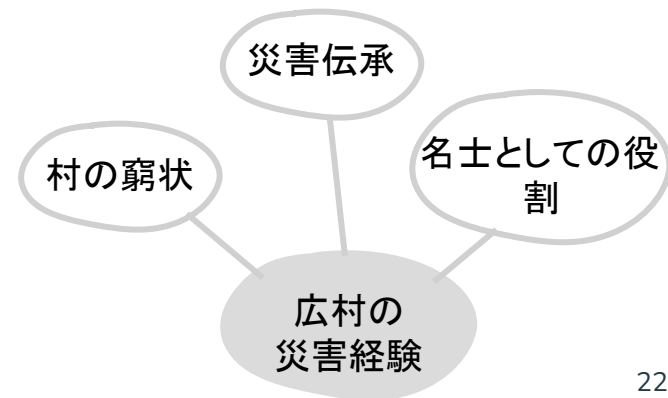 災害伝承
村の窮状
名士としての役
割
広村の
災害経験
22